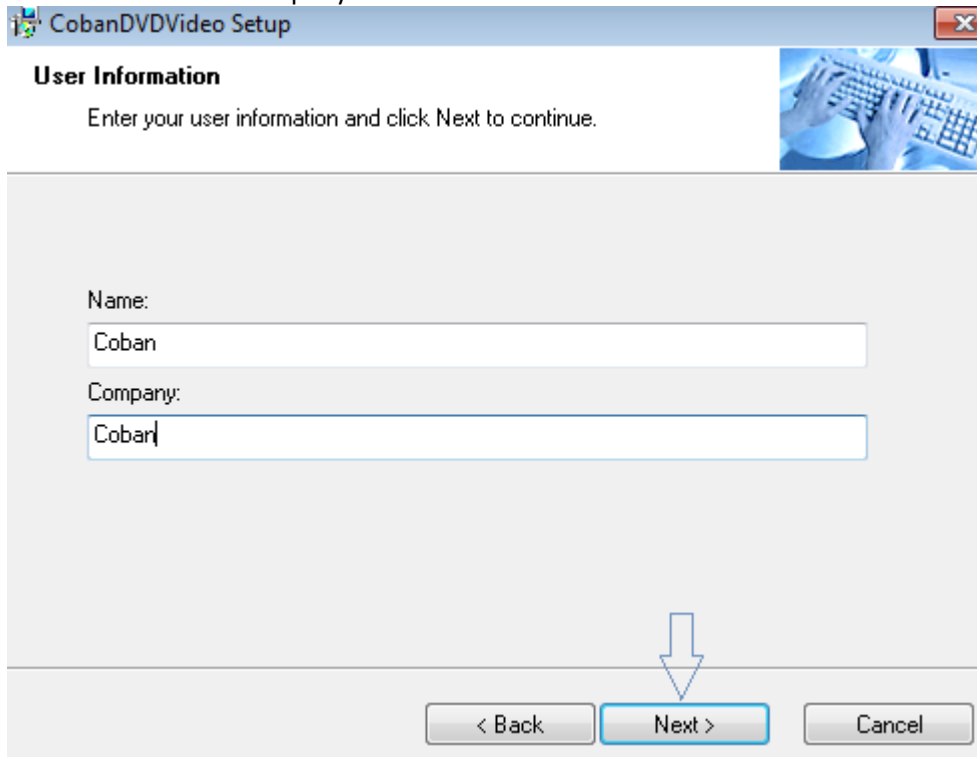 CobanDVDVideo Setup
User Information
Enter your user information and click Next to continue.
Name:
Coban
Company:
Coban
< Back Next > Cancel